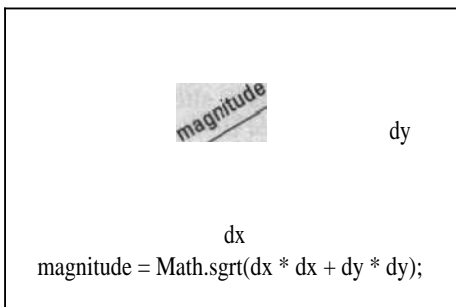 magnitude
dy
dx
magnitude = Math.sgrt(dx * dx + dy * dy);